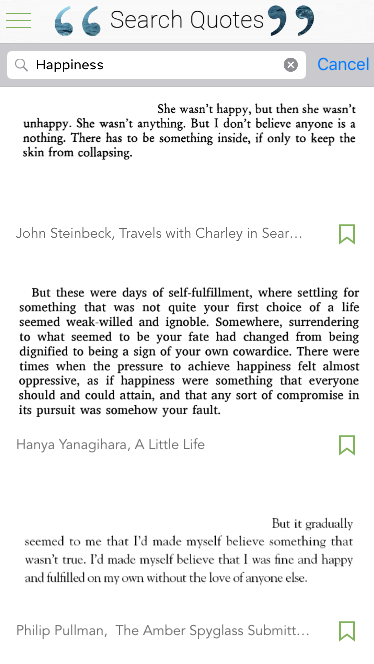 Search Quotes
Happiness
Cancel
She wasn't happy, but then she wasn't
unhappy. She wasn't anything. But I don't believe anyone is a
nothing. There has to be something inside, if only to keep the
skin from collapsing.
John Steinbeck, Travels with Charley in Sear...
But these were days of self-fulfillment, where settling for
something that was not quite your first choice of a life
seemed weak-willed and ignoble. Somewhere, surrendering
to what seemed to be your fate had changed from being
dignified to being a sign of your own cowardice. There were
times when the pressure to achieve happiness felt almost
oppressive, as if happiness were something that everyone
should and could attain, and that any sort of compromise in
its pursuit was somehow your fault.
Hanya Yanagihara, A Little Life
But it gradually
seemed to me that I'd made myself believe something that
wasn't true. I'd made myself believe that I was fine and happy
and fulfilled on my own without the love of anyone else.
Philip Pullman, The Amber Spyglass Submitt...